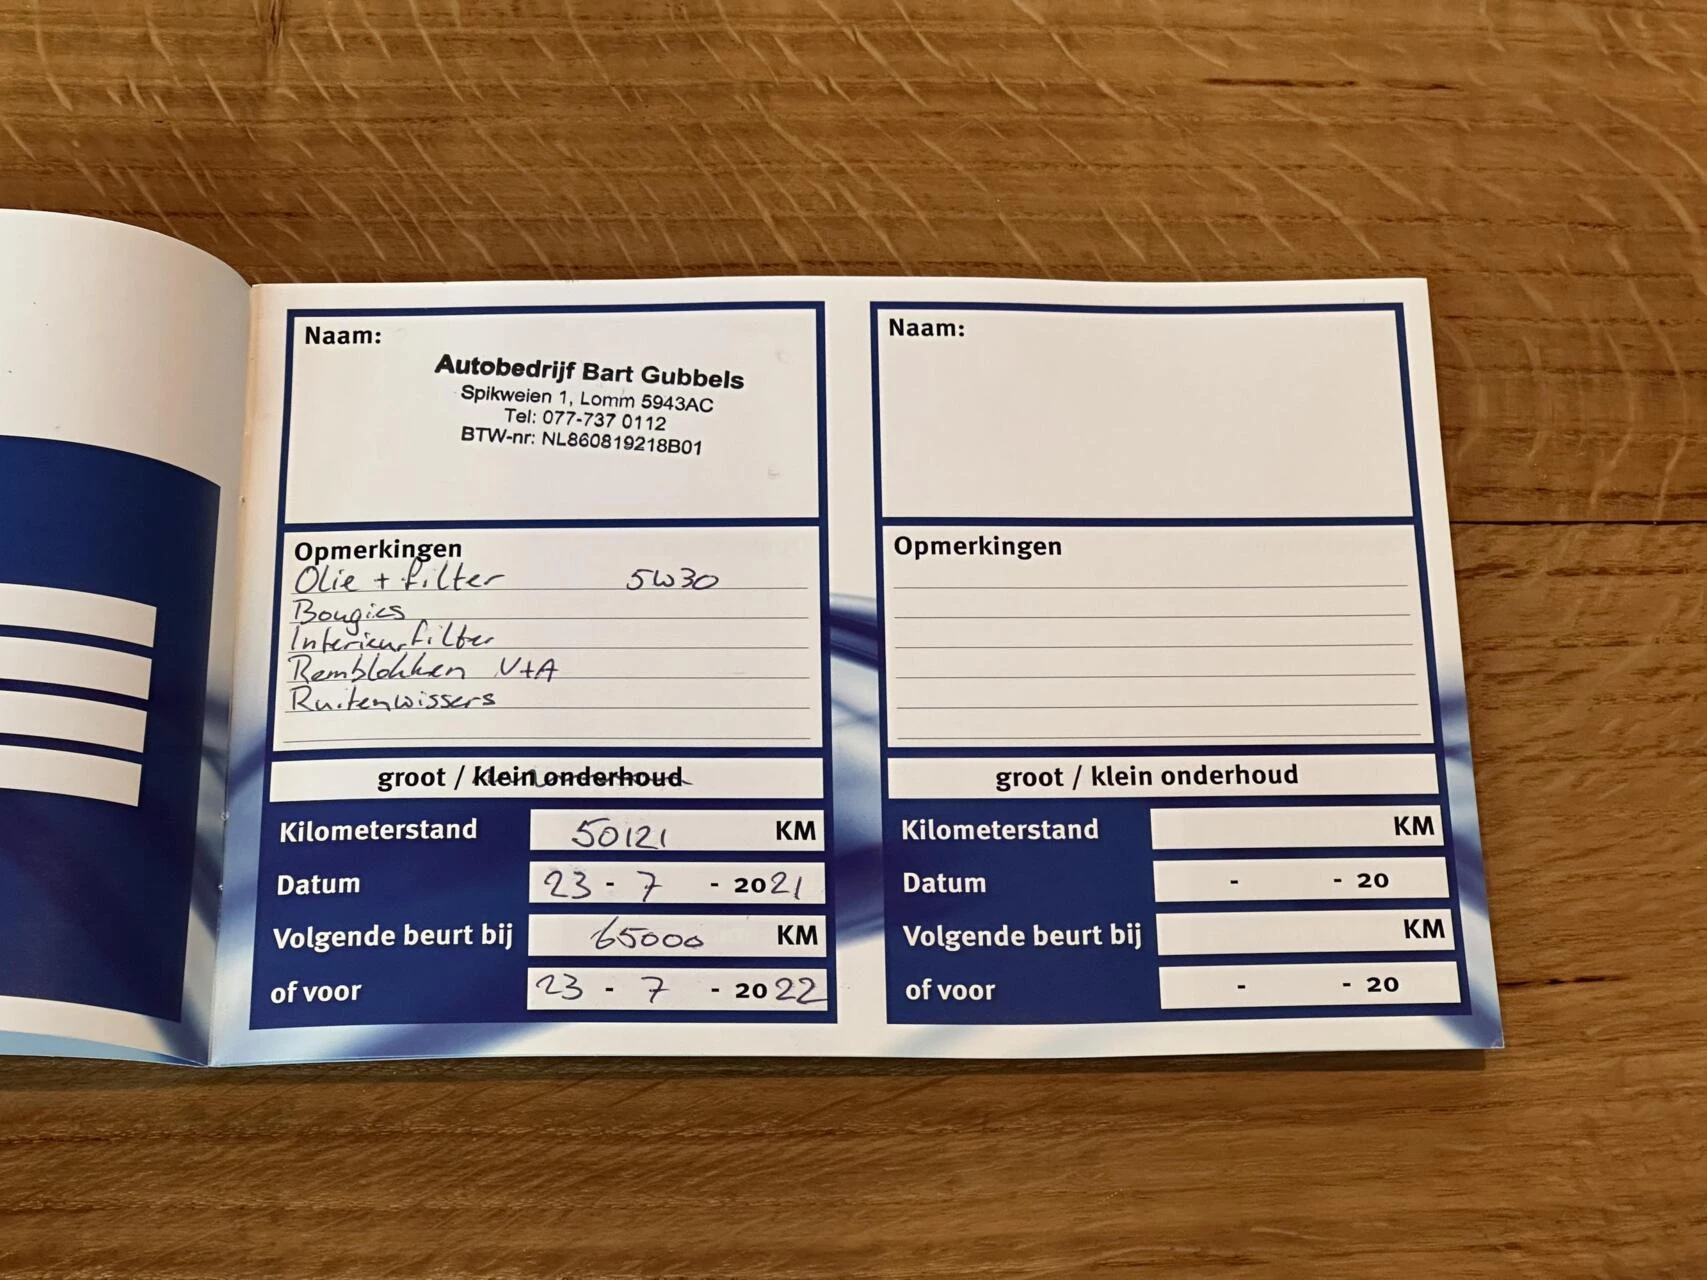 Naam:
Autobedrijf Bart Gubbels
Spikweien 1, Lomm 5943AC
Tel: 077-737 0112
BTW-nr: NL860819218B01
Opmerkingen
Olie + filter 5W30
Bougies
Interieurfilter
Remblokken V+A
Ruitenwissers
groot / klein onderhoud
Kilometerstand 50121 KM
Datum 23 - 7 - 2021
Volgende beurt bij 65000 KM
of voor 23 - 7 - 2022
Naam:
Opmerkingen
groot / klein onderhoud
Kilometerstand KM
Datum - - 20
Volgende beurt bij KM
of voor - - 20